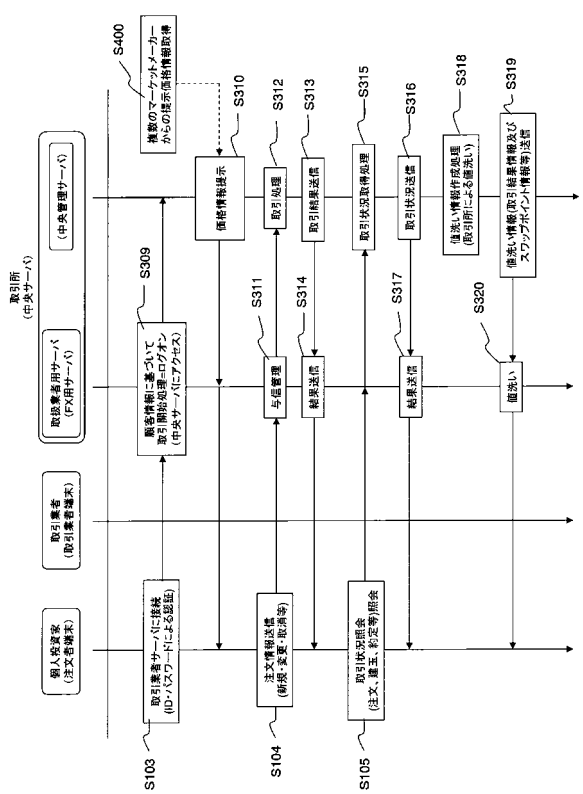 取引所
(中央サーバ)
個人投資家
(注文者端末)
取引業者
(取引業者端末)
取扱業者用サーバ
(FX用サーバ)
(中央管理サーバ)
S400
複数のマーケットメーカー
からの提示価格情報取得
S103
取引業者サーバに接続
(ID・パスワードによる認証)
S309
顧客情報に基づいて
取引開始処理=ログオン
(中央サーバにアクセス)
S310
価格情報提示
S104
注文情報送信
(新規・変更・取消等)
S311
与信管理
S312
取引処理
S313
取引結果送信
S314
結果送信
S105
取引状況照会
(注文、建玉、約定等)照会
S315
取引状況取得処理
S316
取引状況送信
S317
結果送信
S318
値洗い情報作成処理
(取引所による値洗い)
S319
値洗い情報(取引結果情報及び
スワップポイント情報等)送信
S320
値洗い